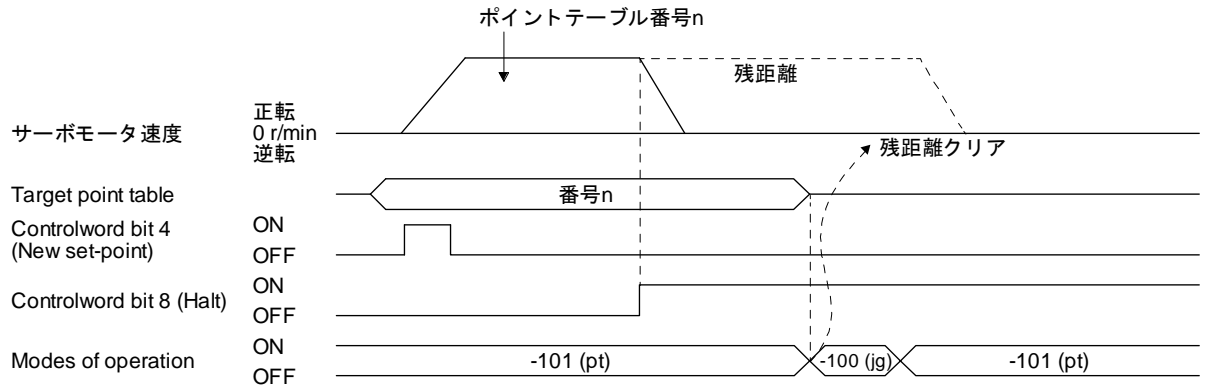 ポイントテーブル番号n
残距離
サーボモータ速度
正転
0 r/min
逆転
残距離クリア
Target point table
番号n
Controlword bit 4
(New set-point)
ON
OFF
Controlword bit 8 (Halt)
ON
OFF
Modes of operation
ON
OFF
-101 (pt)
-100 (jg)
-101 (pt)